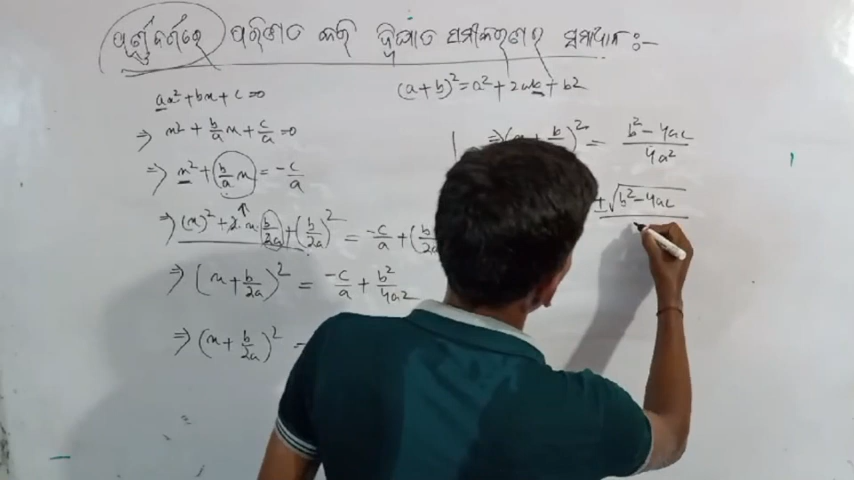 ପୂର୍ଣ୍ଣବର୍ଗରେ ପରିଣତ କରି ଦ୍ୱିଘାତ ସମୀକରଣର ସମାଧାନ :-
ax² + bx + c = 0
⇒ x² + b/a x + c/a = 0
⇒ x² + b/a x = -c/a
⇒ (x)² + 2·x·b/2a + (b/2a)² = -c/a + (b/2a
⇒ (x + b/2a)² = -c/a + b²/4a²
⇒ (x + b/2a)² =
(a+b)² = a² + 2ab + b²
⇒ (x + b )² = b² - 4ac/4a²
± √b² - 4ac